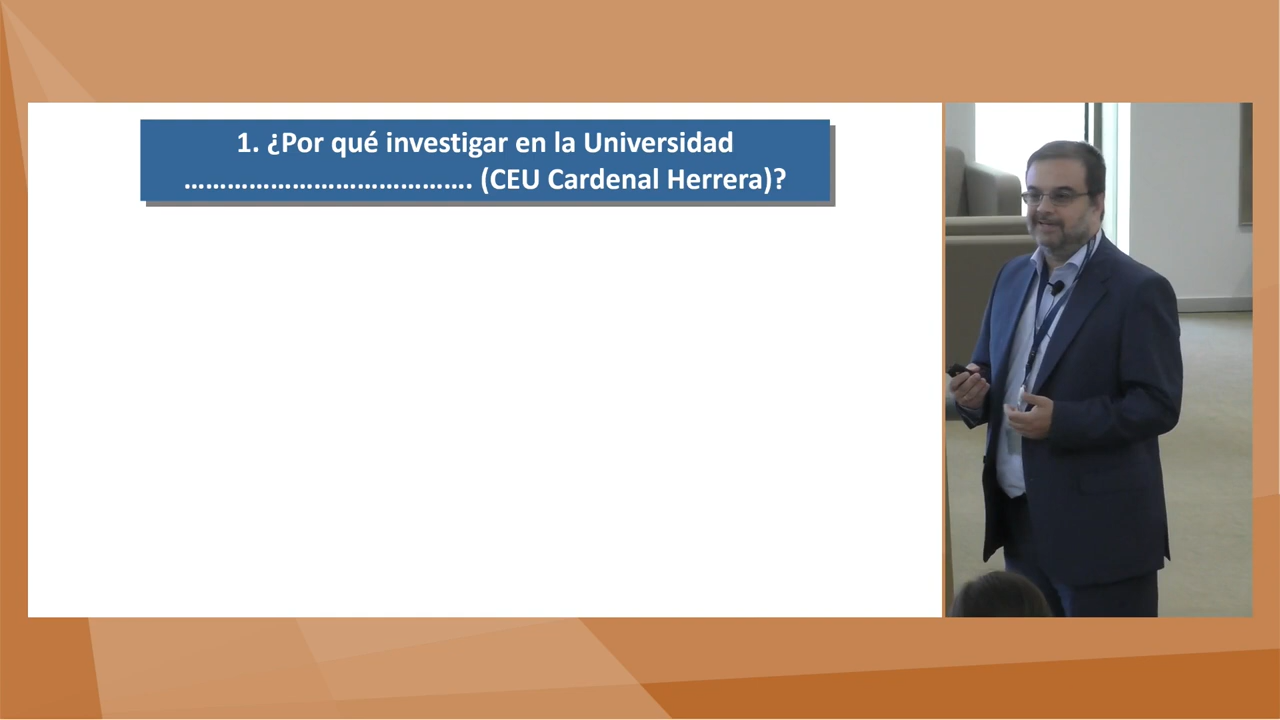 1. ¿Por qué investigar en la Universidad
…………………………………. (CEU Cardenal Herrera)?